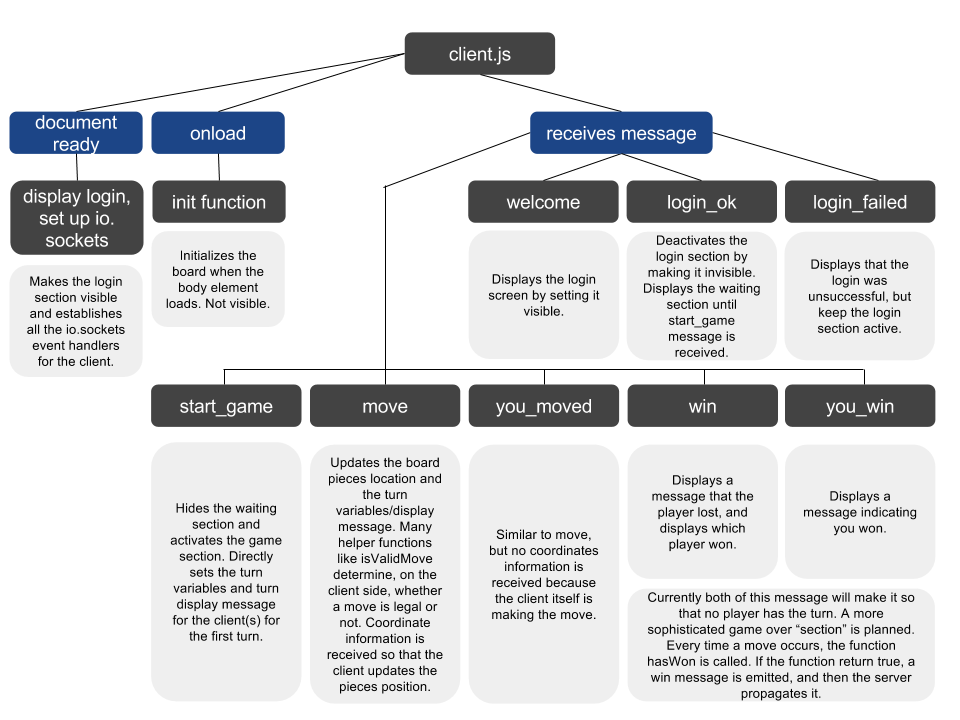 client.js
document
ready
onload
receives message
display login,
set up io.
sockets
init function
welcome
login_ok
login_failed
Makes the login
section visible
and establishes
all the io.sockets
event handlers
for the client.
Initializes the
board when the
body element
loads. Not visible.
Displays the login
screen by setting it
visible.
Deactivates the
login section by
making it invisible.
Displays the waiting
section until
start_game
message is
received.
Displays that the
login was
unsuccessful, but
keep the login
section active.
start_game
move
you_moved
win
you_win
Hides the waiting
section and
activates the game
section. Directly
sets the turn
variables and turn
display message
for the client(s) for
the first turn.
Updates the board
pieces location and
the turn
variables/display
message. Many
helper functions
like isValidMove
determine, on the
client side, whether
a move is legal or
not. Coordinate
information is
received so that the
client updates the
pieces position.
Similar to move,
but no coordinates
information is
received because
the client itself is
making the move.
Displays a
message that the
player lost, and
displays which
player won.
Displays a
message indicating
you won.
Currently both of this message will make it so
that no player has the turn. A more
sophisticated game over “section” is planned.
Every time a move occurs, the function
hasWon is called. If the function return true, a
win message is emitted, and then the server
propagates it.